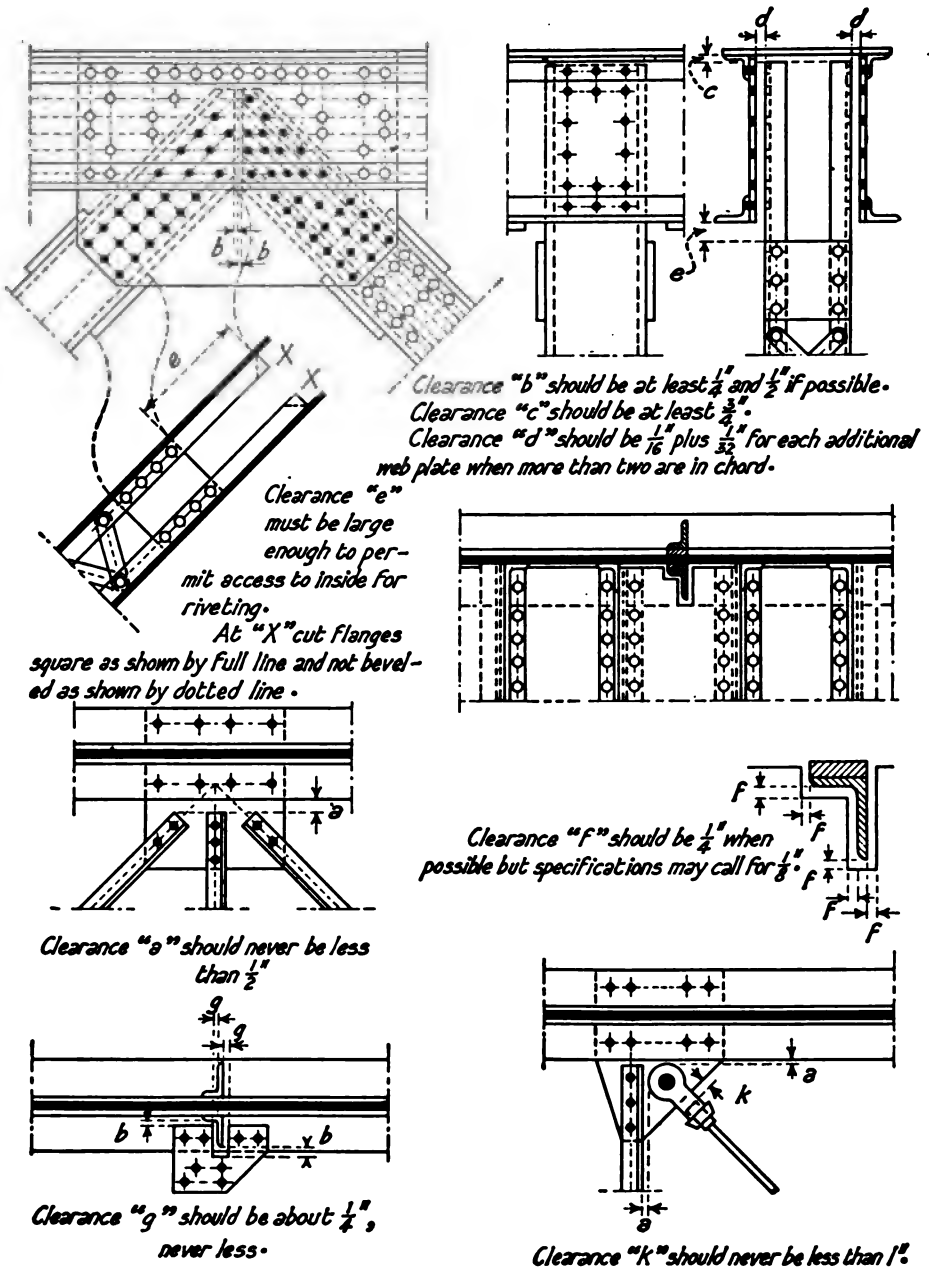 d d
c
b b
e
e
X
X
Clearance "b" should be at least 1/4" and 1/2" if possible.
Clearance "c" should be at least 3/4".
Clearance "d" should be 1/16" plus 1/32" for each additional
web plate when more than two are in chord.
Clearance "e"
must be large
enough to per-
mit access to inside for
riveting.
At "X" cut flanges
square as shown by full line and not bevel-
ed as shown by dotted line.
a
Clearance "a" should never be less
than 1/2"
f
f
f
f
f
Clearance "f" should be 1/4" when
possible but specifications may call for 1/8".
g
g
b b
Clearance "g" should be about 1/4",
never less.
a
k
a
Clearance "K" should never be less than 1".